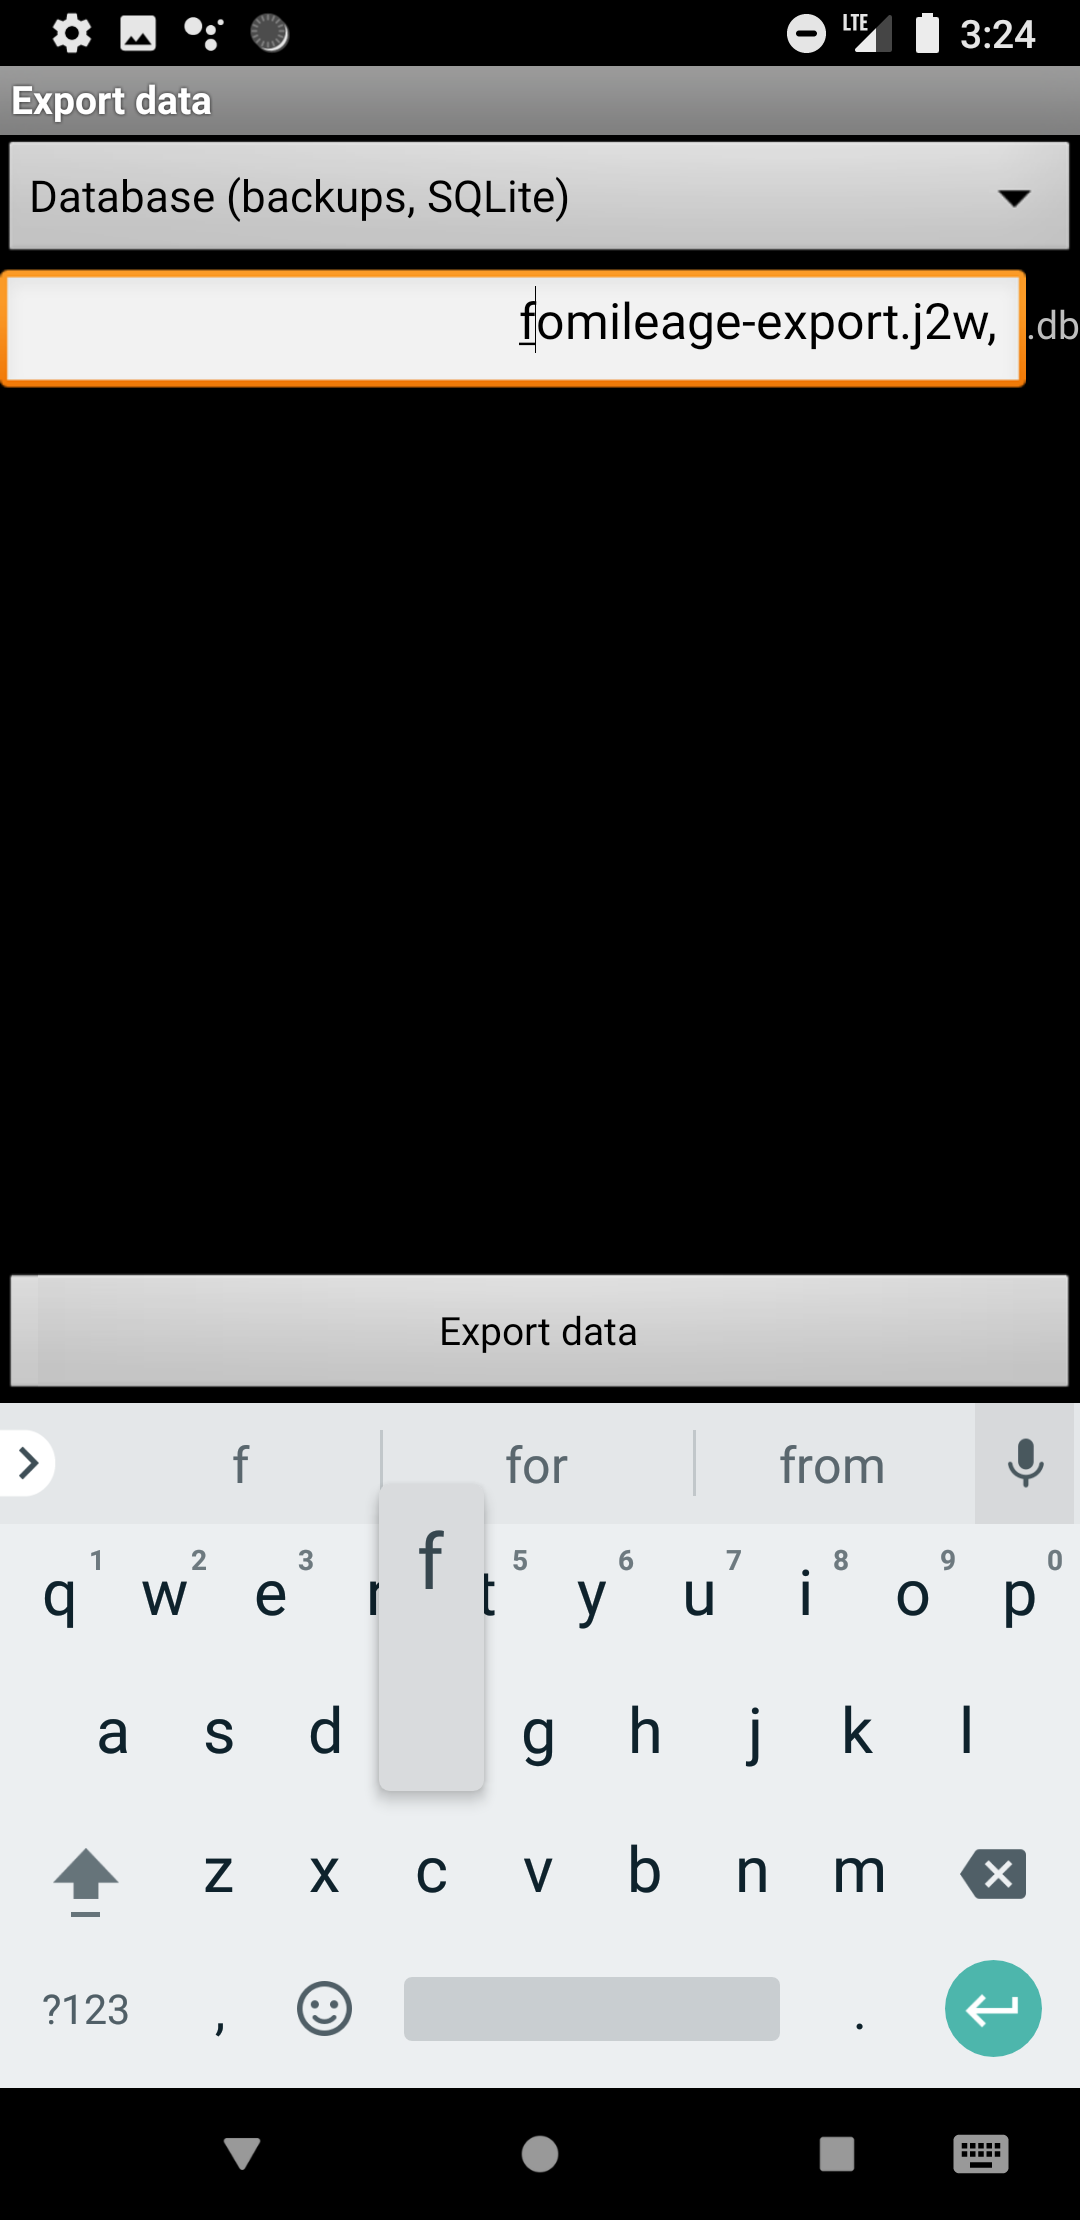 LTE 3:24
Export data
Database (backups, SQLite)
fomileage-export.j2w, .db
Export data
f for from
1 2 3 5 6 7 8 9 0
q w e r f t y u i o p
a s d g h j k l
z x c v b n m
?123 , .